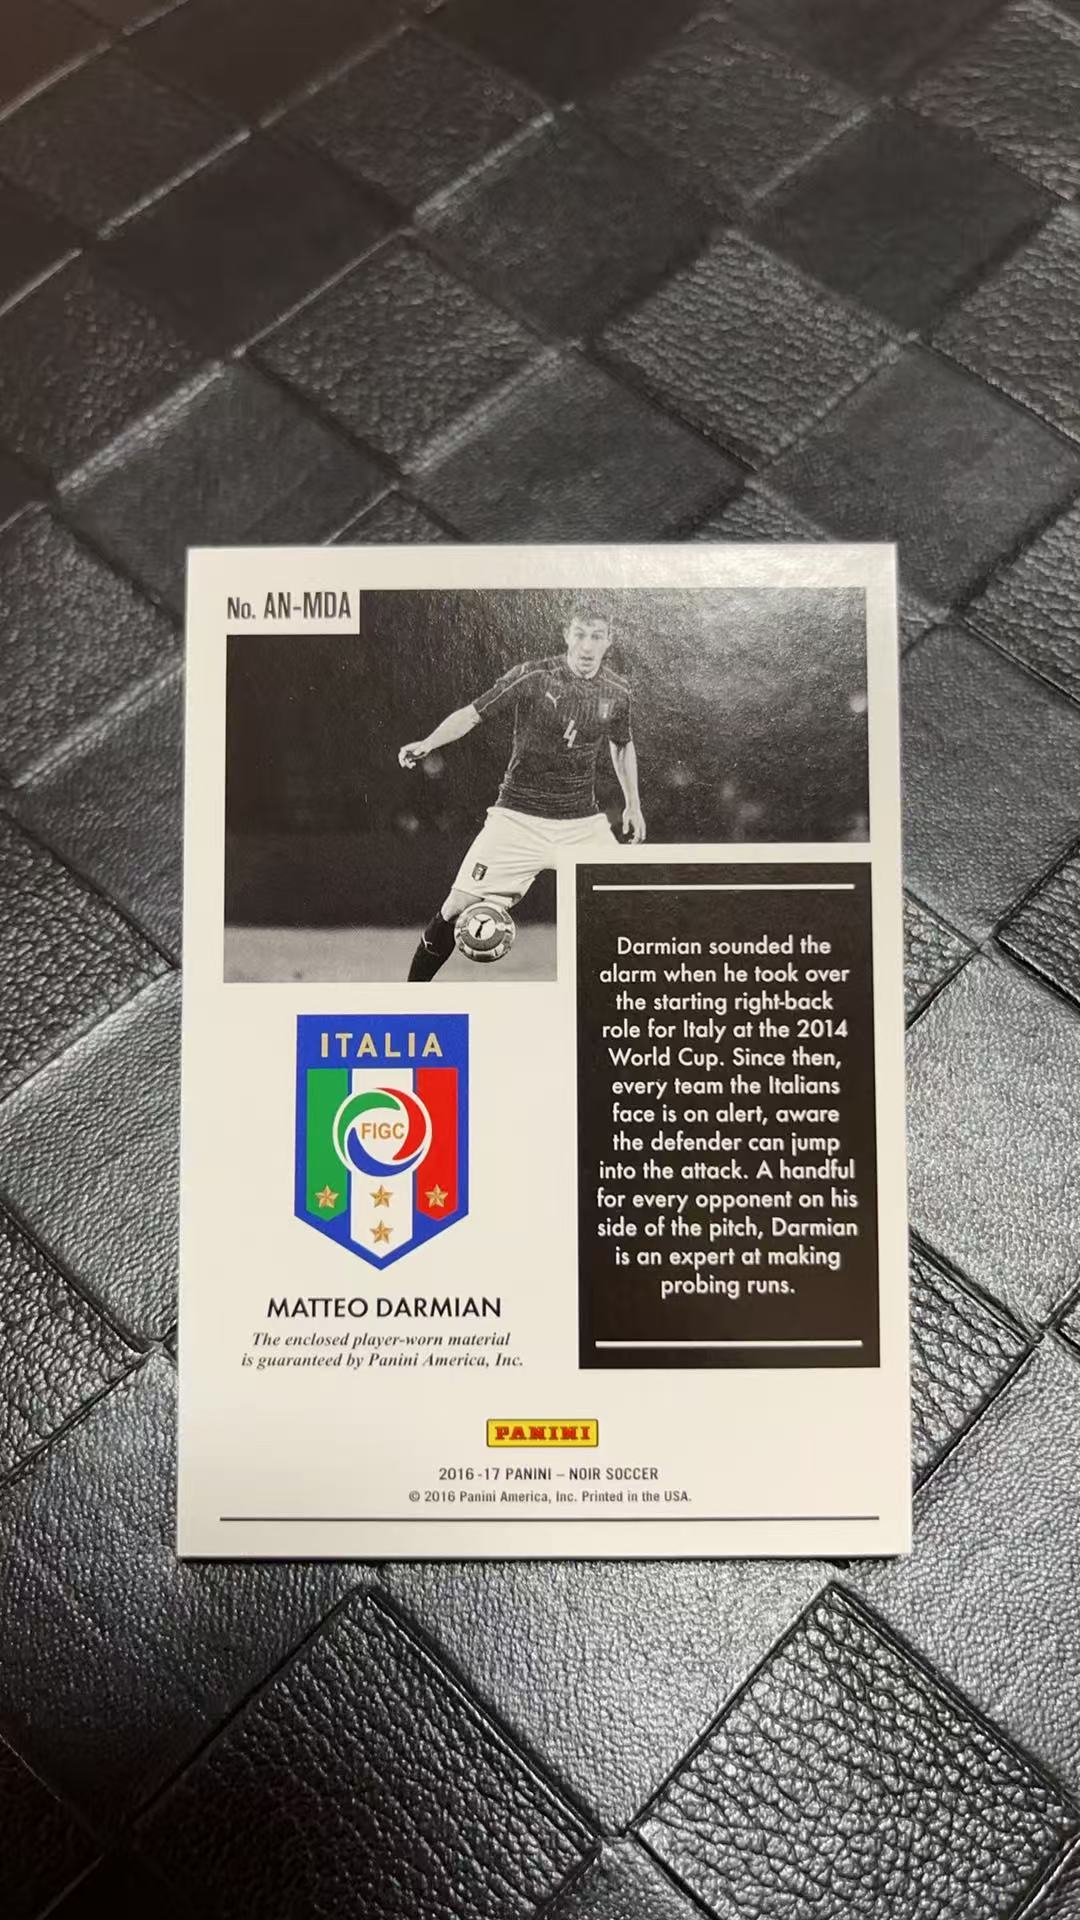 No. AN-MDA
4
ITALIA
FIGC
MATTEO DARMIAN
The enclosed player-worn material
is guaranteed by Panini America, Inc.
Darmian sounded the
alarm when he took over
the starting right-back
role for Italy at the 2014
World Cup. Since then,
every team the Italians
face is on alert, aware
the defender can jump
into the attack. A handful
for every opponent on his
side of the pitch, Darmian
is an expert at making
probing runs.
PANINI
2016-17 PANINI – NOIR SOCCER
© 2016 Panini America, Inc. Printed in the USA.